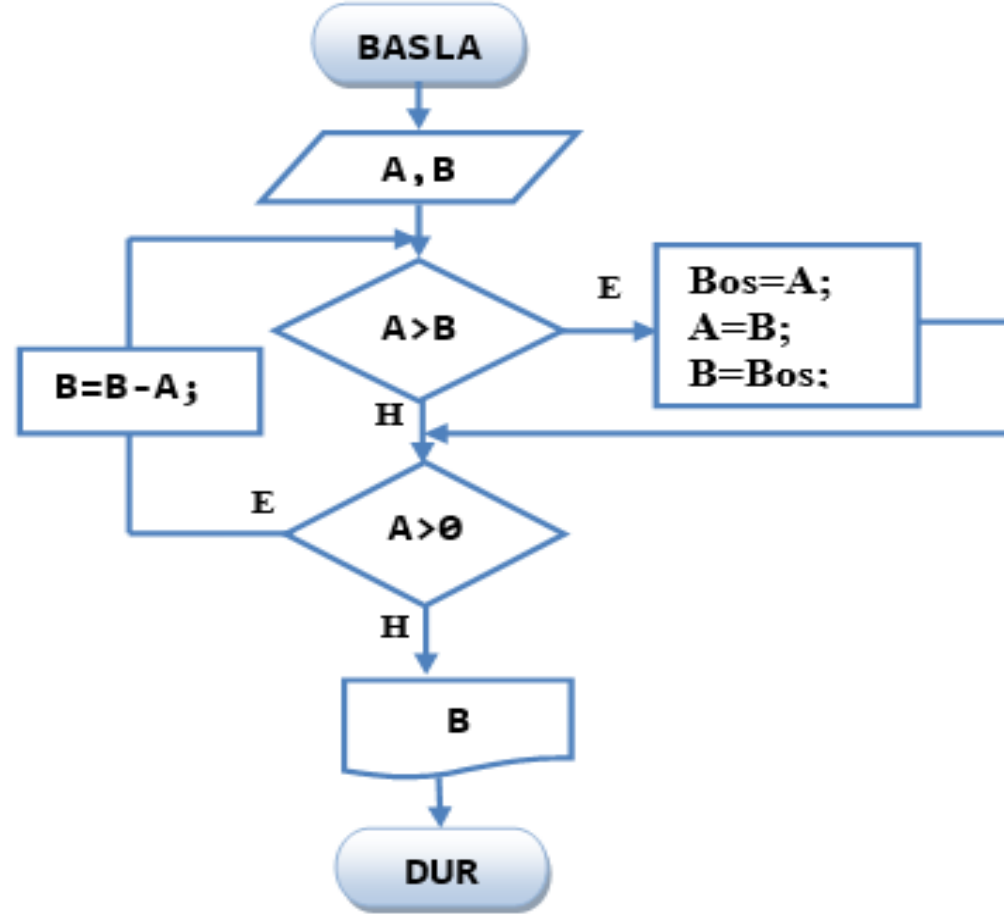 BASLA
A,B
A>B
E
Bos=A;
A=B;
B=Bos;
B=B-A;
H
E
A>0
H
B
DUR